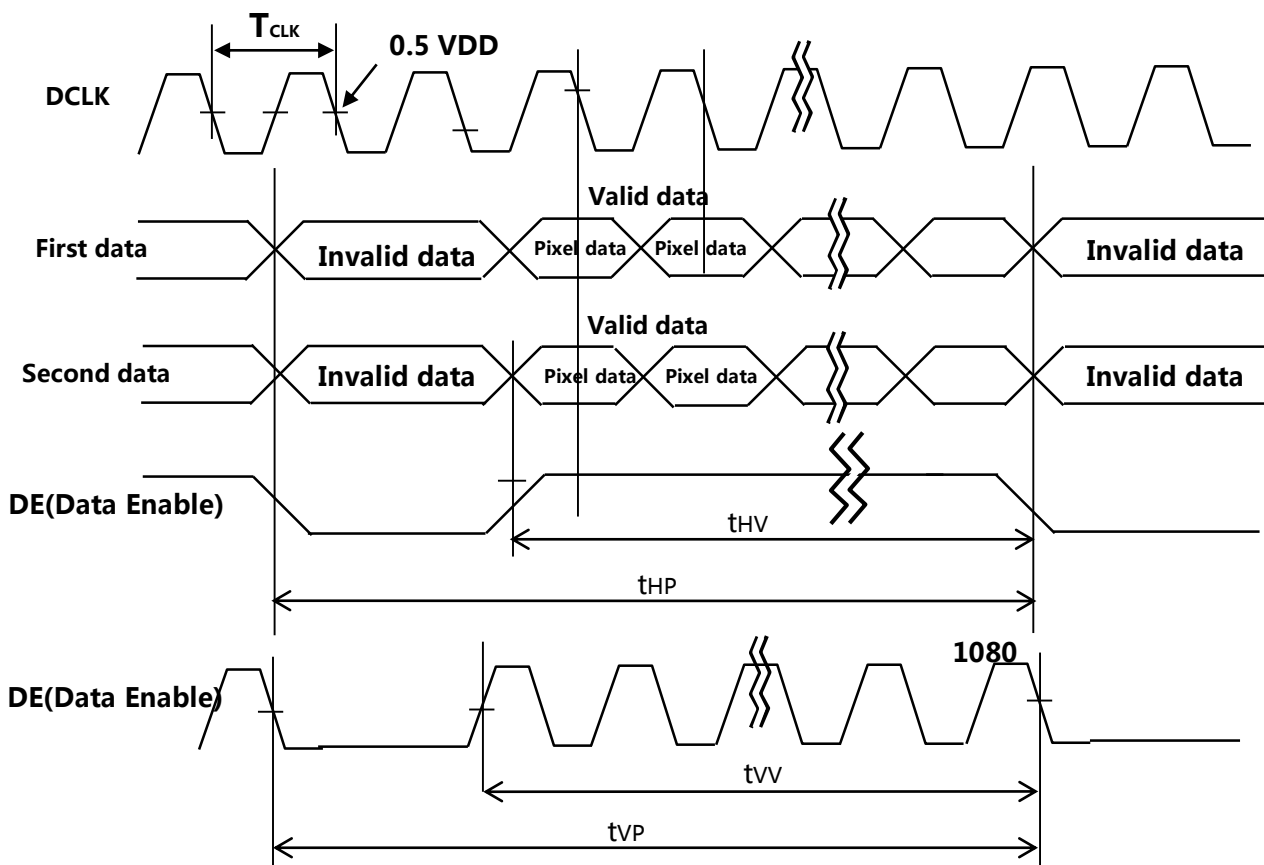 TCLK
0.5 VDD
DCLK
Valid data
First data
Invalid data
Pixel data
Pixel data
Invalid data
Valid data
Second data
Invalid data
Pixel data
Pixel data
Invalid data
DE(Data Enable)
tHV
tHP
1080
DE(Data Enable)
tVV
tVP